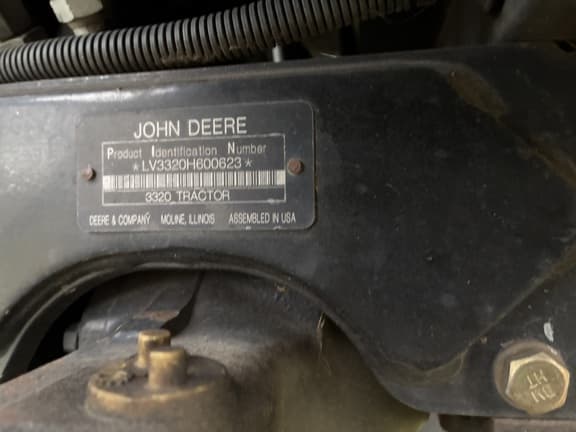 JOHN DEERE
Product Identification Number
*LV3320H600623*
3320 TRACTOR
DEERE & COMPANY MOLINE, ILLINOIS ASSEMBLED IN USA